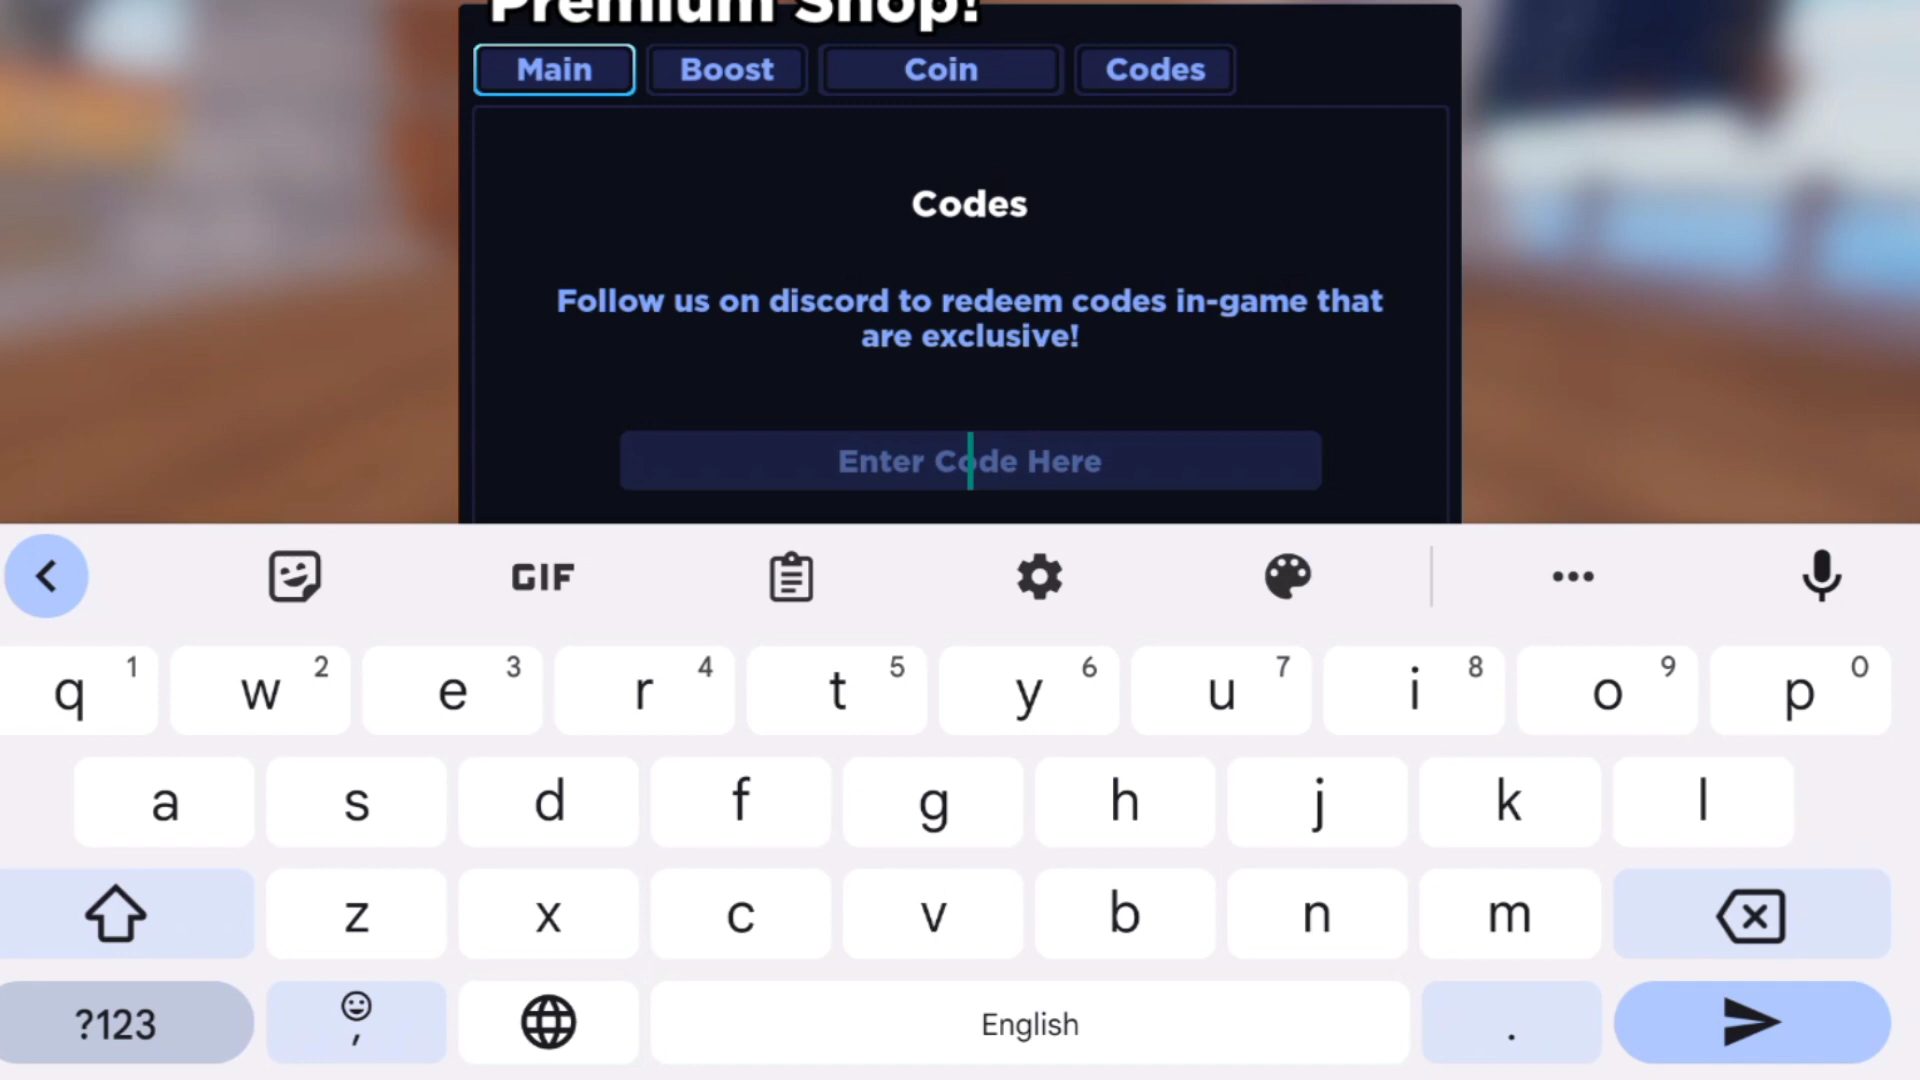 Premium Shop!
Main Boost Coin Codes
Codes
Follow us on discord to redeem codes in-game that
are exclusive!
Enter Code Here
GIF
q 1 w 2 e 3 r 4 t 5 y 6 u 7 i 8 o 9 p 0
a s d f g h j k l
z x c v b n m
?123 , English .